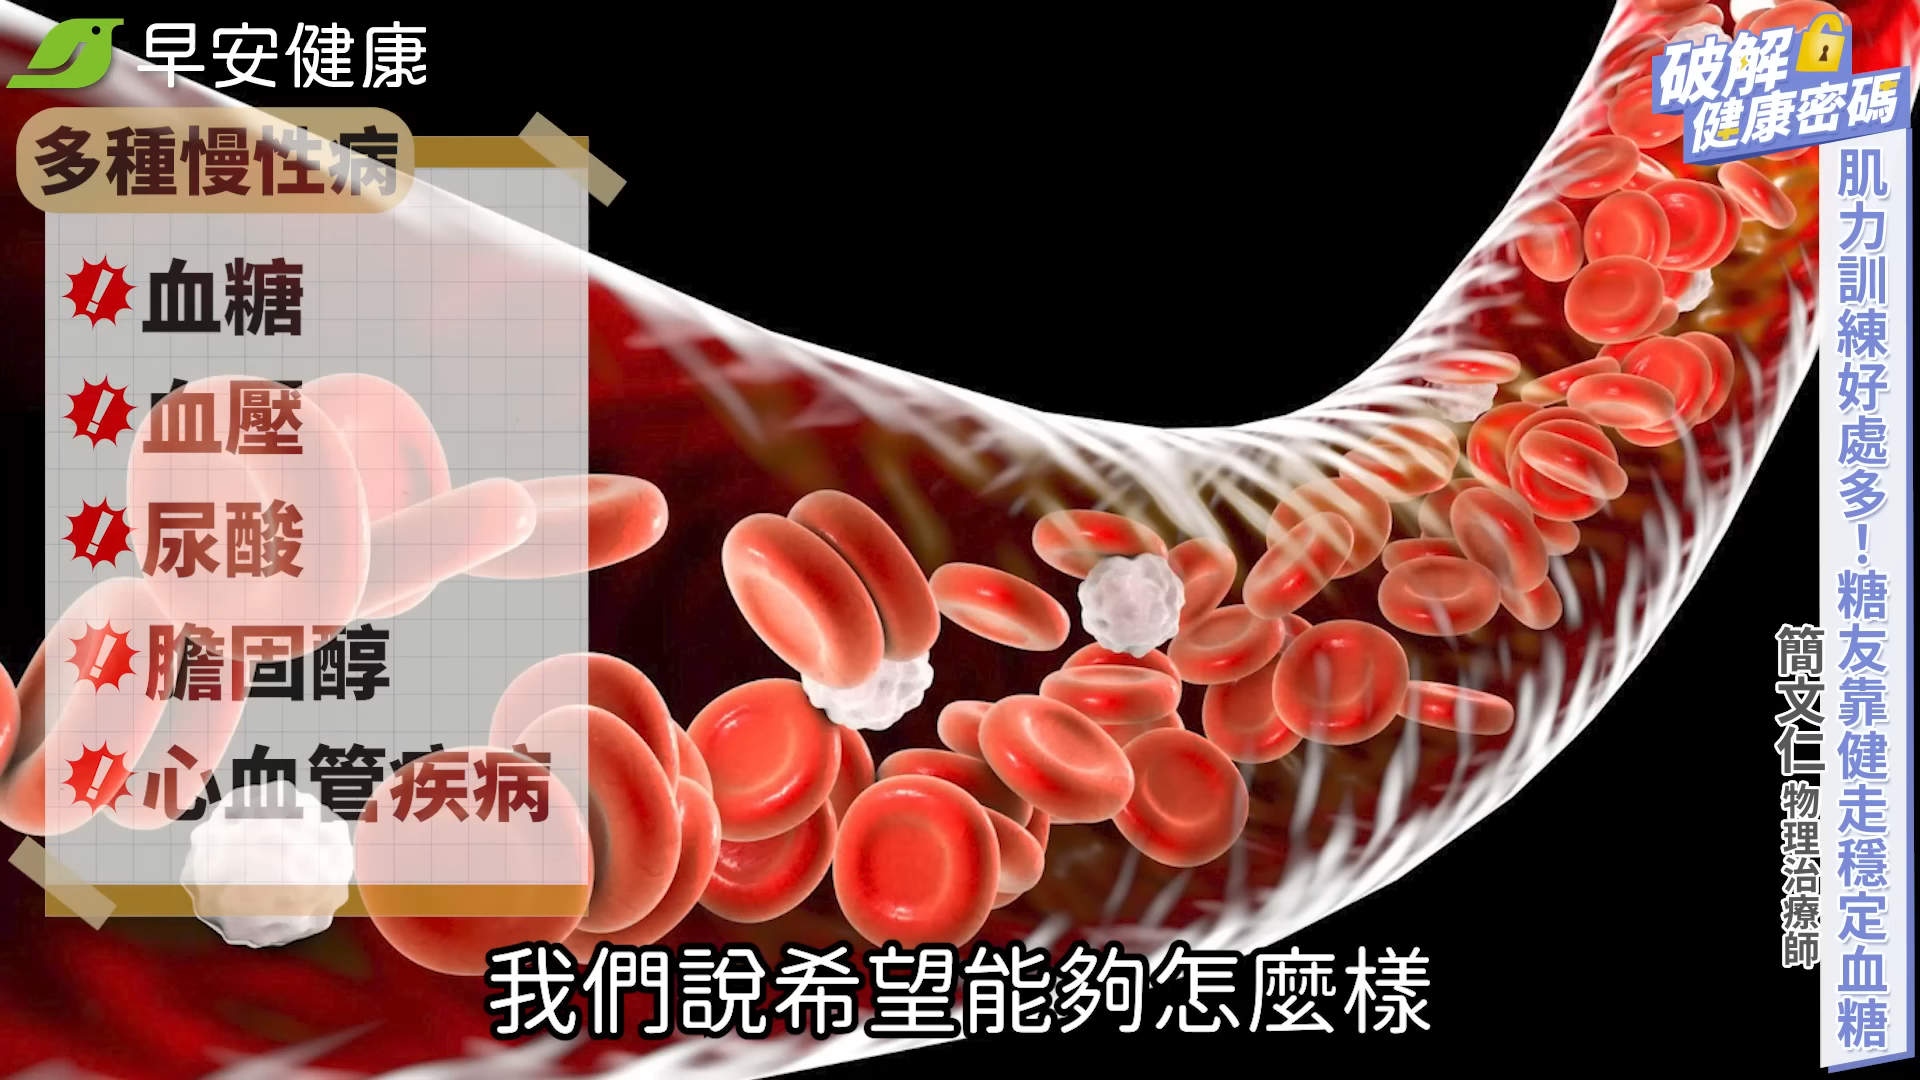 早安健康
多種慢性病
血糖
血壓
尿酸
膽固醇
心血管疾病
破解
健康密碼
肌力訓練好處多！糖友靠健走穩定血糖
簡文仁 物理治療師
我們說希望能夠怎麼樣